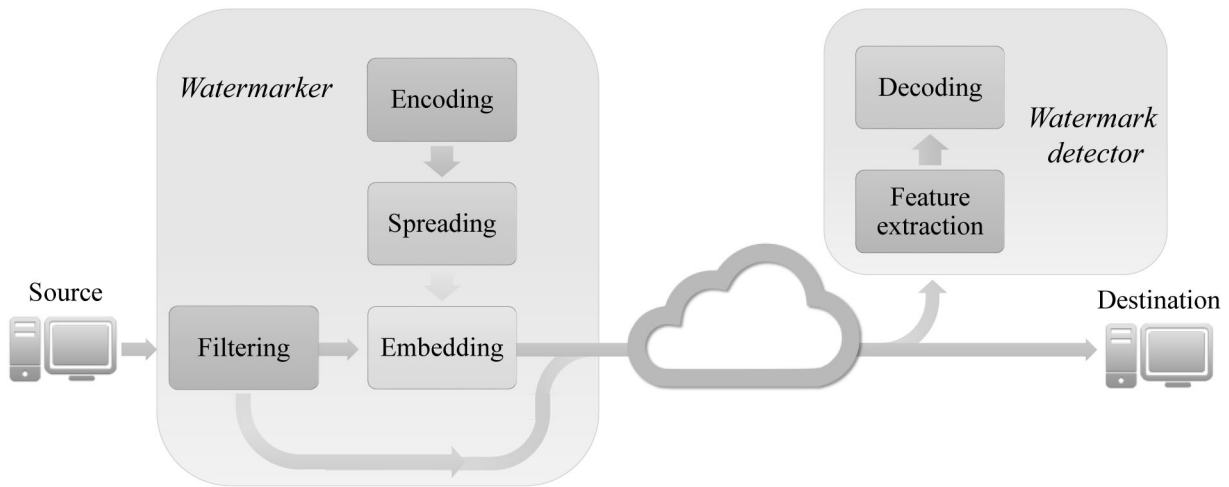 Watermarker
Encoding
Spreading
Source
Filtering
Embedding
Decoding
Watermark
detector
Feature
extraction
Destination